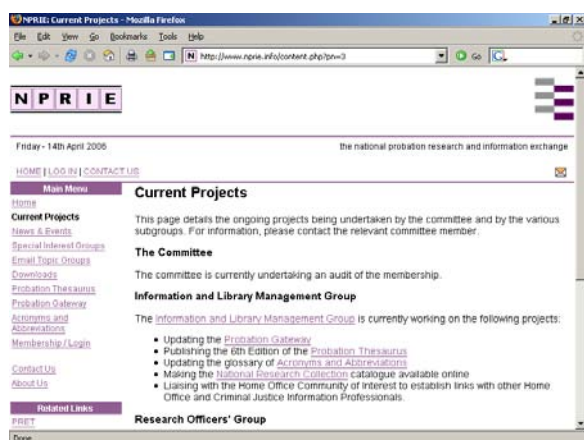 NPRIE: Current Projects - Mozilla Firefox
File Edit View Go Bookmarks Tools Help
http://www.nprie.info/content.php?pn=3
Go
N P R I E
Friday - 14th April 2006
the national probation research and information exchange
HOME | LOG IN | CONTACT US
Main Menu
Home
Current Projects
News & Events
Special Interest Groups
Email Topic Groups
Downloads
Probation Thesaurus
Probation Gateway
Acronyms and
Abbreviations
Membership / Login
Contact Us
About Us
Related Links
PRET
Current Projects
This page details the ongoing projects being undertaken by the committee and by the various
subgroups. For information, please contact the relevant committee member.
The Committee
The committee is currently undertaking an audit of the membership.
Information and Library Management Group
The Information and Library Management Group is currently working on the following projects:
• Updating the Probation Gateway
• Publishing the 6th Edition of the Probation Thesaurus
• Updating the glossary of Acronyms and Abbreviations
• Making the National Research Collection catalogue available online
• Liaising with the Home Office Community of Interest to establish links with other Home
Office and Criminal Justice Information Professionals.
Research Officers' Group
Done